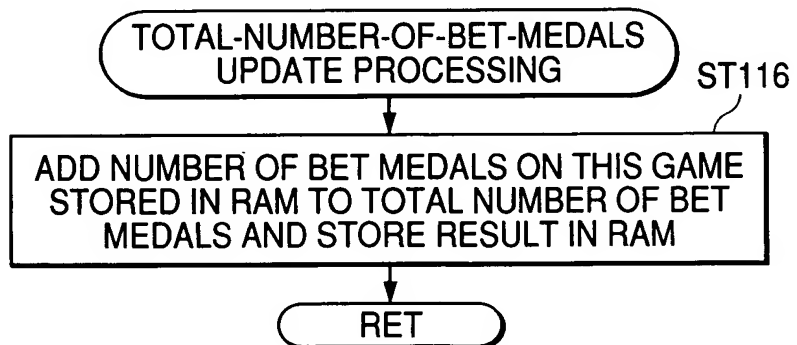 TOTAL-NUMBER-OF-BET-MEDALS
UPDATE PROCESSING
ST116
ADD NUMBER OF BET MEDALS ON THIS GAME
STORED IN RAM TO TOTAL NUMBER OF BET
MEDALS AND STORE RESULT IN RAM
RET